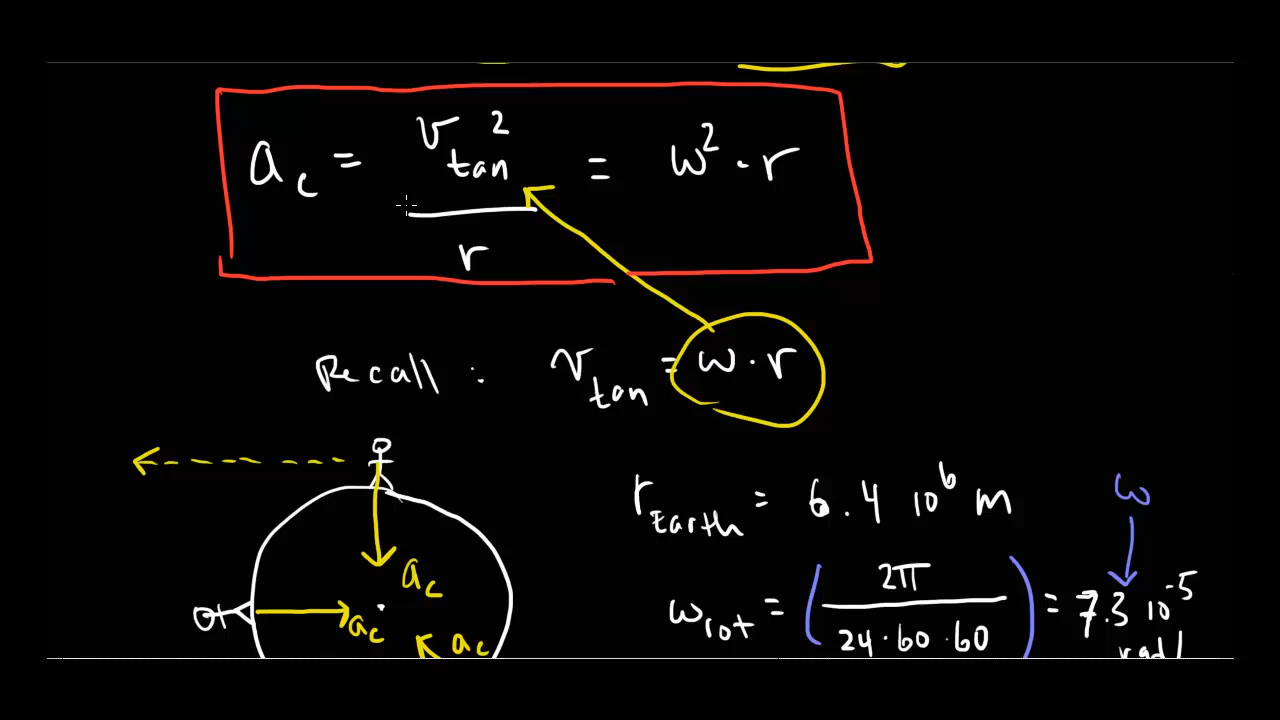 a_c = v_tan^2 / r = ω^2 · r
Recall : v_tan = ω · r
r_Earth = 6.4 10^6 m
ω
a_c
ω_rot = ( 2π / 24·60·60 ) = 7.3 10^-5
a_c
a_c
rad/